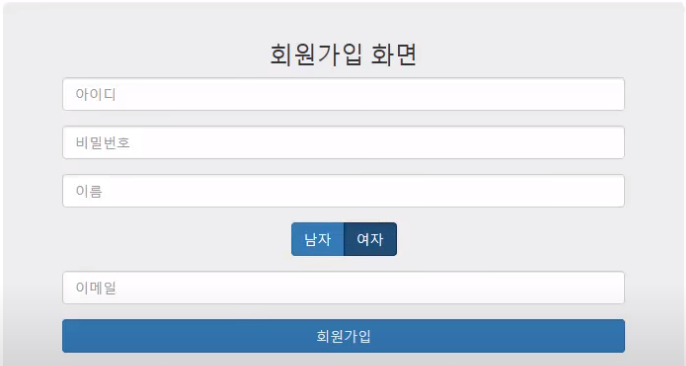 회원가입 화면
아이디
비밀번호
이름
남자 여자
이메일
회원가입